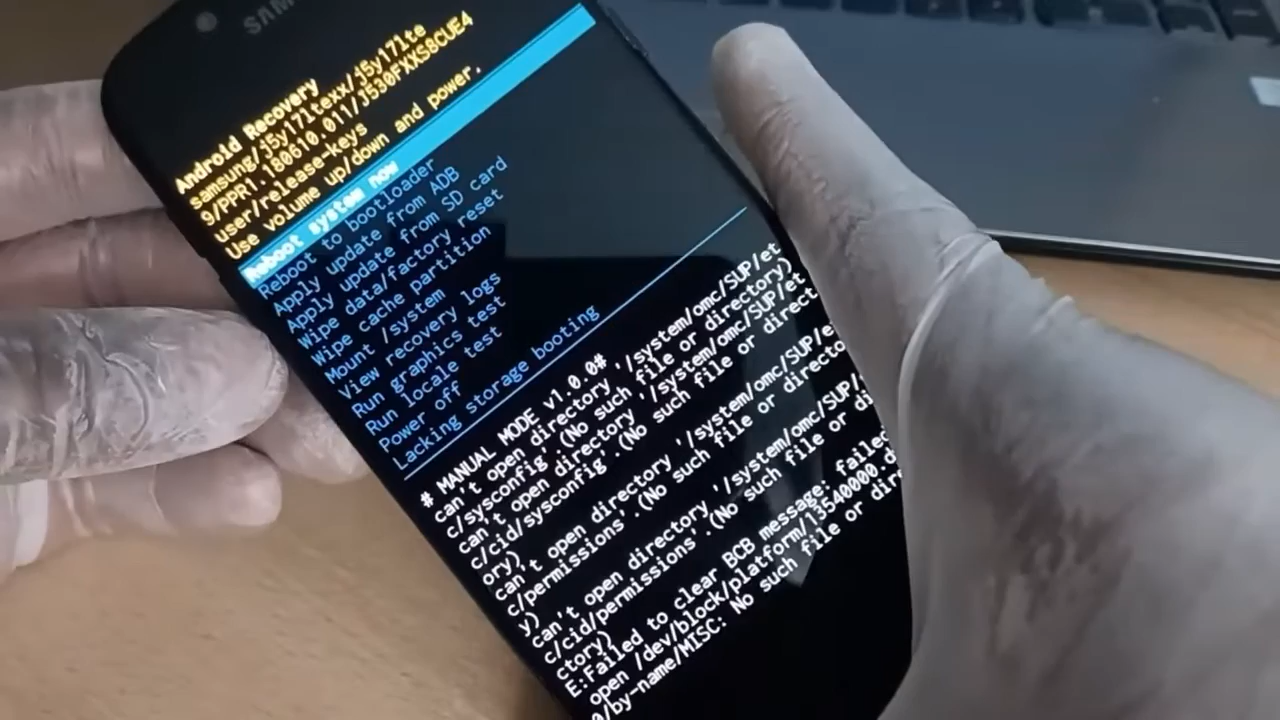 SAM
Android Recovery
samsung/j5y17ltexx/j5y17lte
9/PPR1.180610.011/J530FXXS8CUE4
user/release-keys
Use volume up/down and power.
Reboot system now
Reboot to bootloader
Apply update from ADB
Apply update from SD card
Wipe data/factory reset
Wipe cache partition
Mount /system
View recovery logs
Run graphics test
Run locale test
Power off
Lacking storage booting
# MANUAL MODE v1.0.0#
can't open directory '/system/omc/SUP/et
c/sysconfig'.(No such file or directory)
can't open directory '/system/omc/SUP/et
c/cid/sysconfig'.(No such file or direct
ory)
can't open directory '/system/omc/SUP/e
c/permissions'.(No such file or directo
y)
can't open directory '/system/omc/SUP/
c/cid/permissions'.(No such file or di
ctory)
E:Failed to clear BCB message: failed
open /dev/block/platform/13540000.d
0/by-name/MISC: No such file or dir